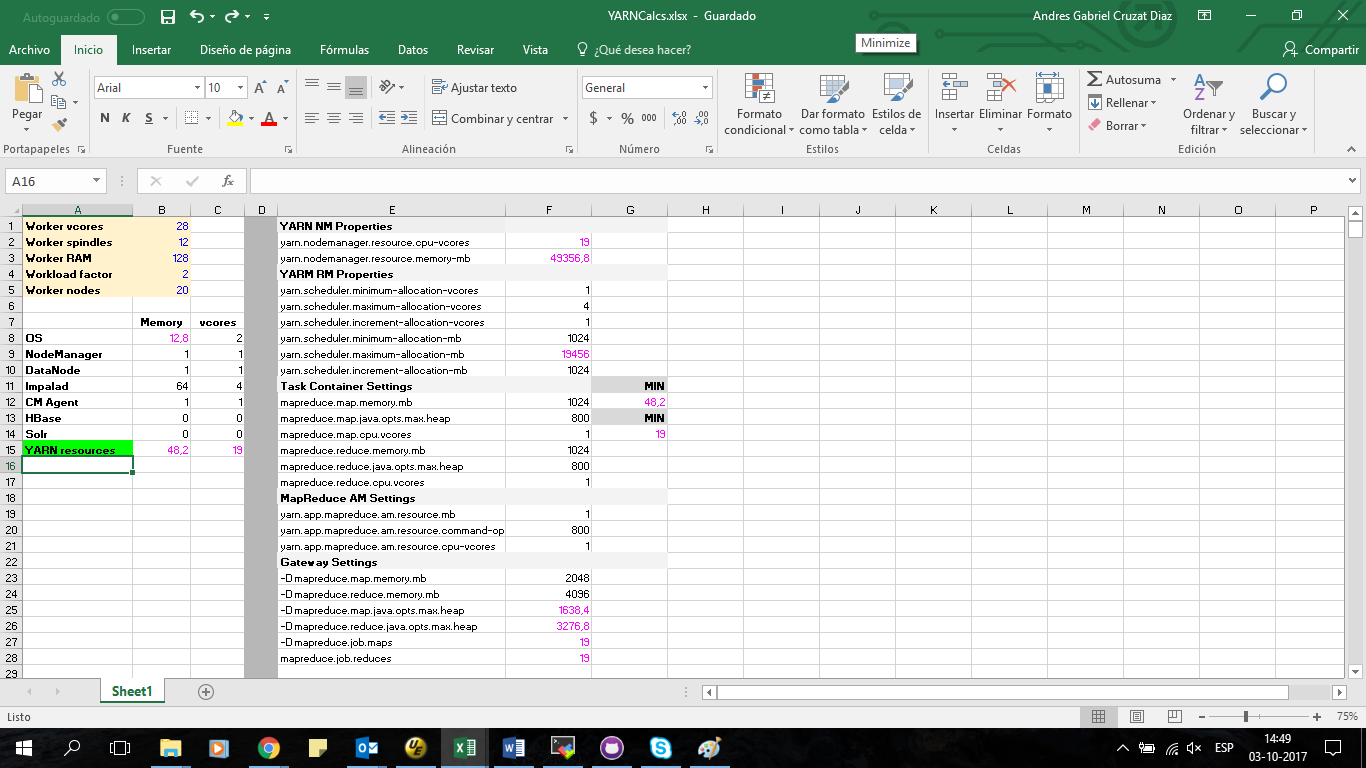 Autoguardado
YARNCalcs.xlsx - Guardado
Andres Gabriel Cruzat Diaz
Archivo Inicio Insertar Diseño de página Fórmulas Datos Revisar Vista ¿Qué desea hacer? Minimize Compartir
Arial 10 Ajustar texto General Autosuma
Pegar N K S Combinar y centrar $ % 000 Formato condicional Dar formato como tabla Estilos de celda Insertar Eliminar Formato Rellenar Borrar Ordenar y filtrar Buscar y seleccionar
Portapapeles Fuente Alineación Número Estilos Celdas Edición
A16 fx
A B C D E F G H I J K L M N O P
1 Worker vcores 28 YARN NM Properties
2 Worker spindles 12 yarn.nodemanager.resource.cpu-vcores 19
3 Worker RAM 128 yarn.nodemanager.resource.memory-mb 49356,8
4 Workload factor 2 YARM RM Properties
5 Worker nodes 20 yarn.scheduler.minimum-allocation-vcores 1
6 yarn.scheduler.maximum-allocation-vcores 4
7 Memory vcores yarn.scheduler.increment-allocation-vcores 1
8 OS 12,8 2 yarn.scheduler.minimum-allocation-mb 1024
9 NodeManager 1 1 yarn.scheduler.maximum-allocation-mb 19456
10 DataNode 1 1 yarn.scheduler.increment-allocation-mb 1024
11 Impalad 64 4 Task Container Settings MIN
12 CM Agent 1 1 mapreduce.map.memory.mb 1024 48,2
13 HBase 0 0 mapreduce.map.java.opts.max.heap 800 MIN
14 Solr 0 0 mapreduce.map.cpu.vcores 1 19
15 YARN resources 48,2 19 mapreduce.reduce.memory.mb 1024
16 mapreduce.reduce.java.opts.max.heap 800
17 mapreduce.reduce.cpu.vcores 1
18 MapReduce AM Settings
19 yarn.app.mapreduce.am.resource.mb 1
20 yarn.app.mapreduce.am.resource.command-op 800
21 yarn.app.mapreduce.am.resource.cpu-vcores 1
22 Gateway Settings
23 -D mapreduce.map.memory.mb 2048
24 -D mapreduce.reduce.memory.mb 4096
25 -D mapreduce.map.java.opts.max.heap 1638,4
26 -D mapreduce.reduce.java.opts.max.heap 3276,8
27 -D mapreduce.job.maps 19
28 mapreduce.job.reduces 19
29
Sheet1
Listo 75%
ESP 14:49
03-10-2017